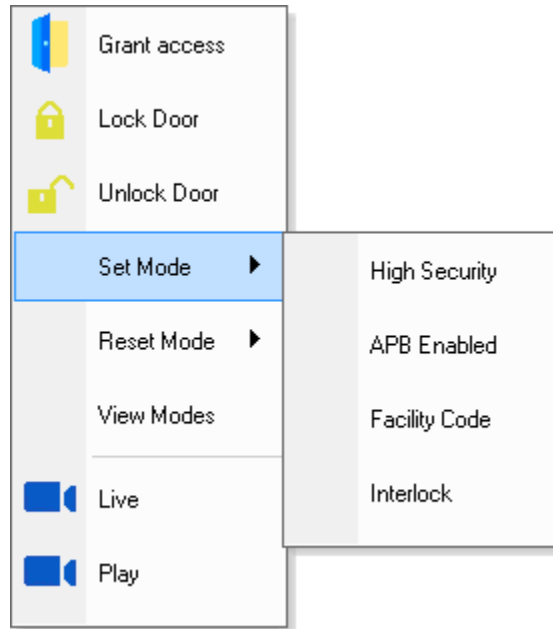 Grant access
Lock Door
Unlock Door
Set Mode
Reset Mode
View Modes
Live
Play
High Security
APB Enabled
Facility Code
Interlock